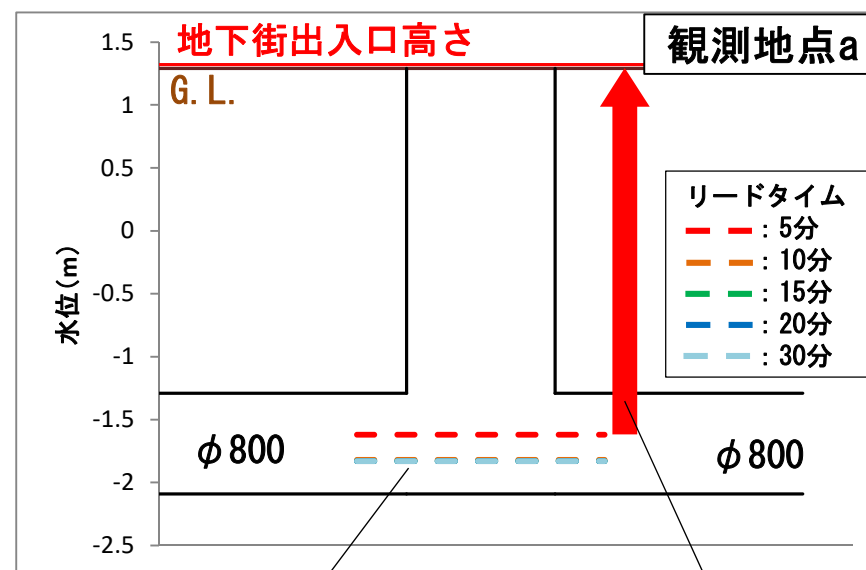 地下街出入口高さ
観測地点a
G.L.
水位(m)
1.5
1
0.5
0
-0.5
-1
-1.5
-2
-2.5
リードタイム
：5分
：10分
：15分
：20分
：30分
φ800
φ800